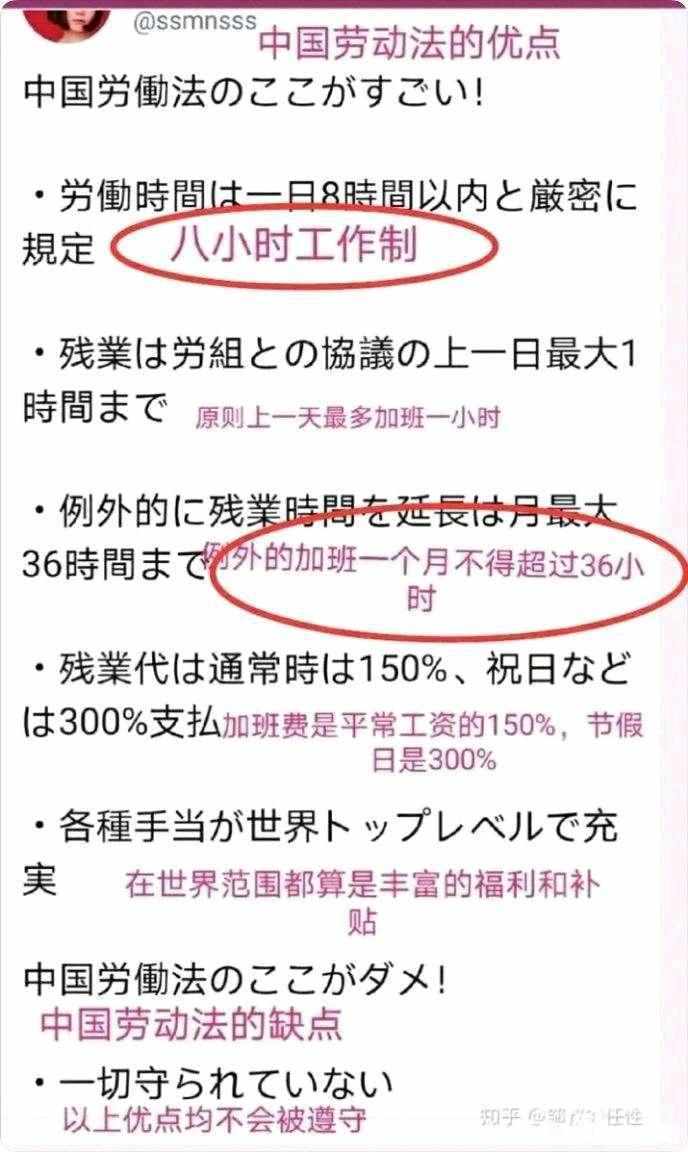 @ssmnsss
中国劳动法的优点
中国労働法のここがすごい!
・労働時間は一日8時間以内と厳密に
規定
八小时工作制
・残業は労組との協議の上一日最大1
時間まで
原则上一天最多加班一小时
・例外的に残業時間を延長は月最大
36時間まで
例外的加班一个月不得超过36小
时
・残業代は通常時は150%、祝日など
は300%支払
加班费是平常工资的150%，节假
日是300%
・各種手当が世界トップレベルで充
実
在世界范围都算是丰富的福利和补
贴
中国労働法のここがダメ!
中国劳动法的缺点
・一切守られていない
以上优点均不会被遵守
知乎 @ 任性